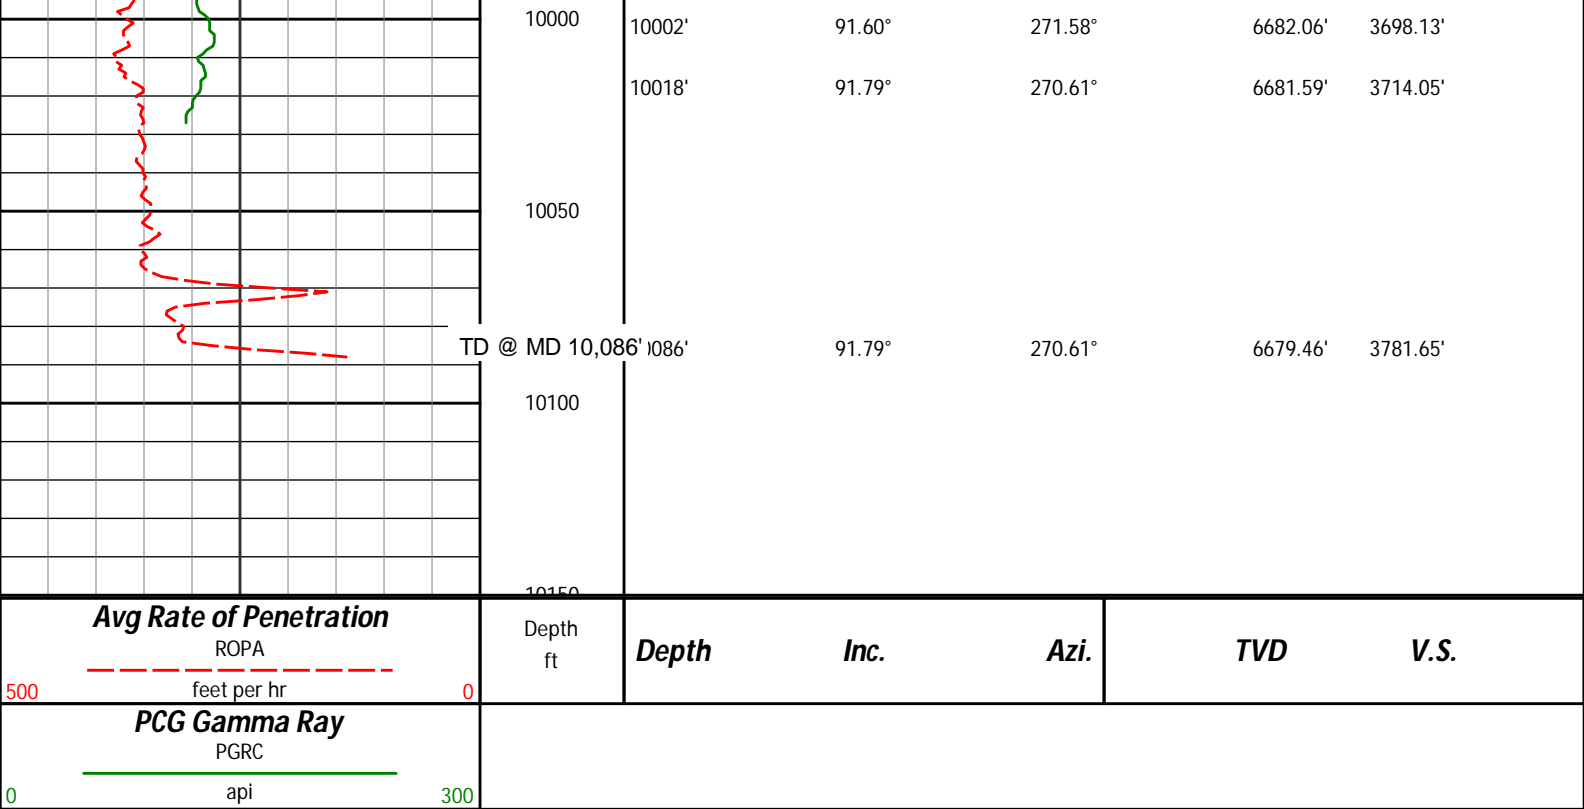 10000 10002' 91.60° 271.58° 6682.06' 3698.13'
10018' 91.79° 270.61° 6681.59' 3714.05'
10050
TD @ MD 10,086' 086' 91.79° 270.61° 6679.46' 3781.65'
10100
10150
Avg Rate of Penetration
ROPA
500 feet per hr 0
Depth
ft
Depth Inc. Azi. TVD V.S.
PCG Gamma Ray
PGRC
0 api 300